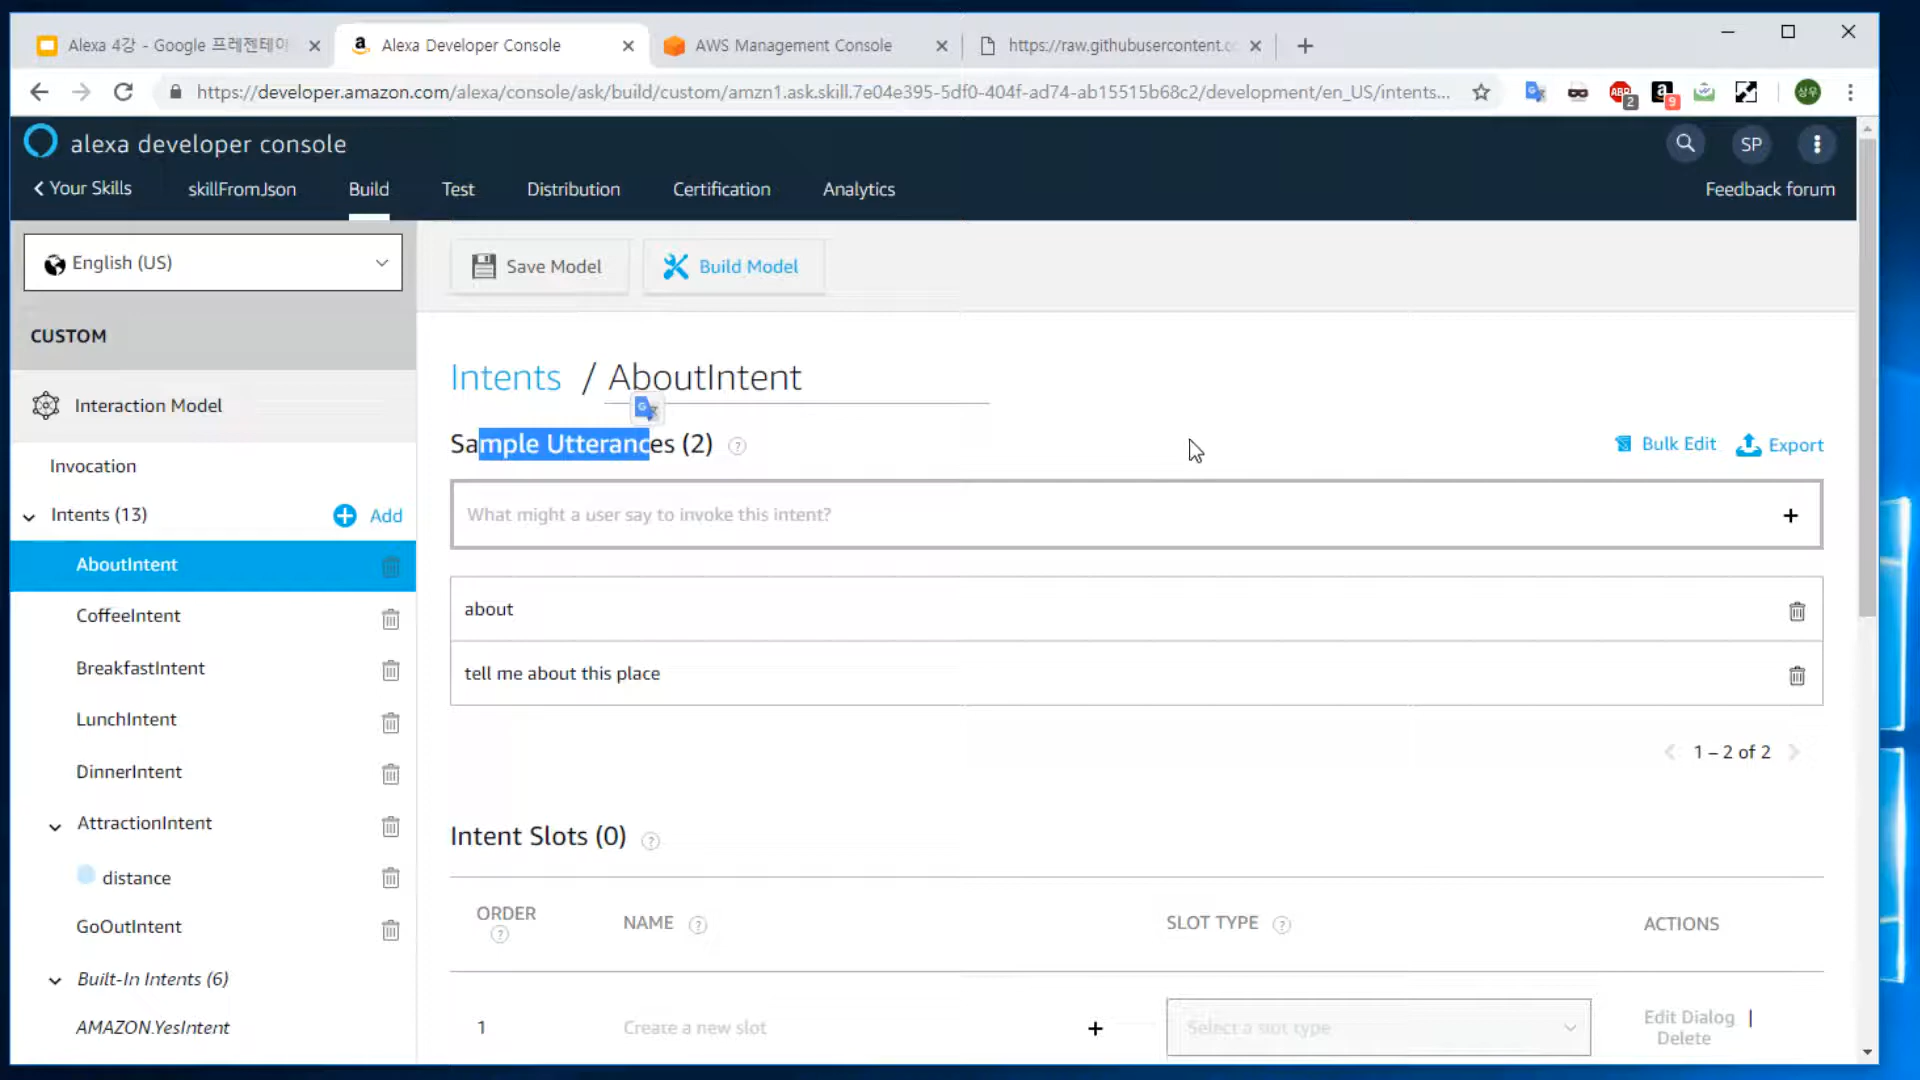 Alexa 4강 - Google 프레젠테이
Alexa Developer Console
AWS Management Console
https://raw.githubusercontent.c
https://developer.amazon.com/alexa/console/ask/build/custom/amzn1.ask.skill.7e04e395-5df0-404f-ad74-ab15515b68c2/development/en_US/intents...
ABP
2
9
상우
alexa developer console
SP
Your Skills
skillFromJson
Build
Test
Distribution
Certification
Analytics
Feedback forum
English (US)
Save Model
Build Model
CUSTOM
Interaction Model
Invocation
Intents (13)
Add
AboutIntent
CoffeeIntent
BreakfastIntent
LunchIntent
DinnerIntent
AttractionIntent
distance
GoOutIntent
Built-In Intents (6)
AMAZON.YesIntent
Intents / AboutIntent
Sample Utterances (2)
Bulk Edit
Export
What might a user say to invoke this intent?
about
tell me about this place
1 – 2 of 2
Intent Slots (0)
ORDER
NAME
SLOT TYPE
ACTIONS
1
Create a new slot
Select a slot type
Edit Dialog |
Delete